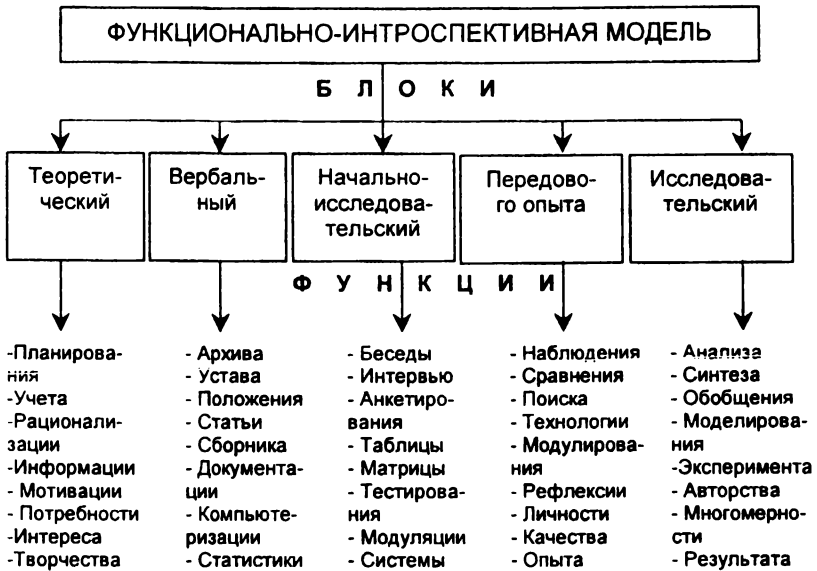 ФУНКЦИОНАЛЬНО-ИНТРОСПЕКТИВНАЯ МОДЕЛЬ
БЛОКИ
Теорети-
ческий
Вербаль-
ный
Начально-
исследова-
тельский
Передово-
го опыта
Исследова-
тельский
ФУНКЦИИ
-Планирова-
ния
-Учета
-Рационали-
зации
-Информации
- Мотивации
- Потребности
-Интереса
-Творчества
- Архива
- Устава
- Положения
- Статьи
- Сборника
- Документа-
ции
- Компьюте-
ризации
- Статистики
- Беседы
- Интервью
- Анкетиро-
вания
- Таблицы
- Матрицы
- Тестирова-
ния
- Модуляции
- Системы
- Наблюдения
- Сравнения
- Поиска
- Технологии
- Модулирова-
ния
- Рефлексии
- Личности
- Качества
- Опыта
- Анализа
- Синтеза
- Обобщения
- Моделирова-
ния
-Эксперимента
- Авторства
- Многомерно-
сти
- Результата